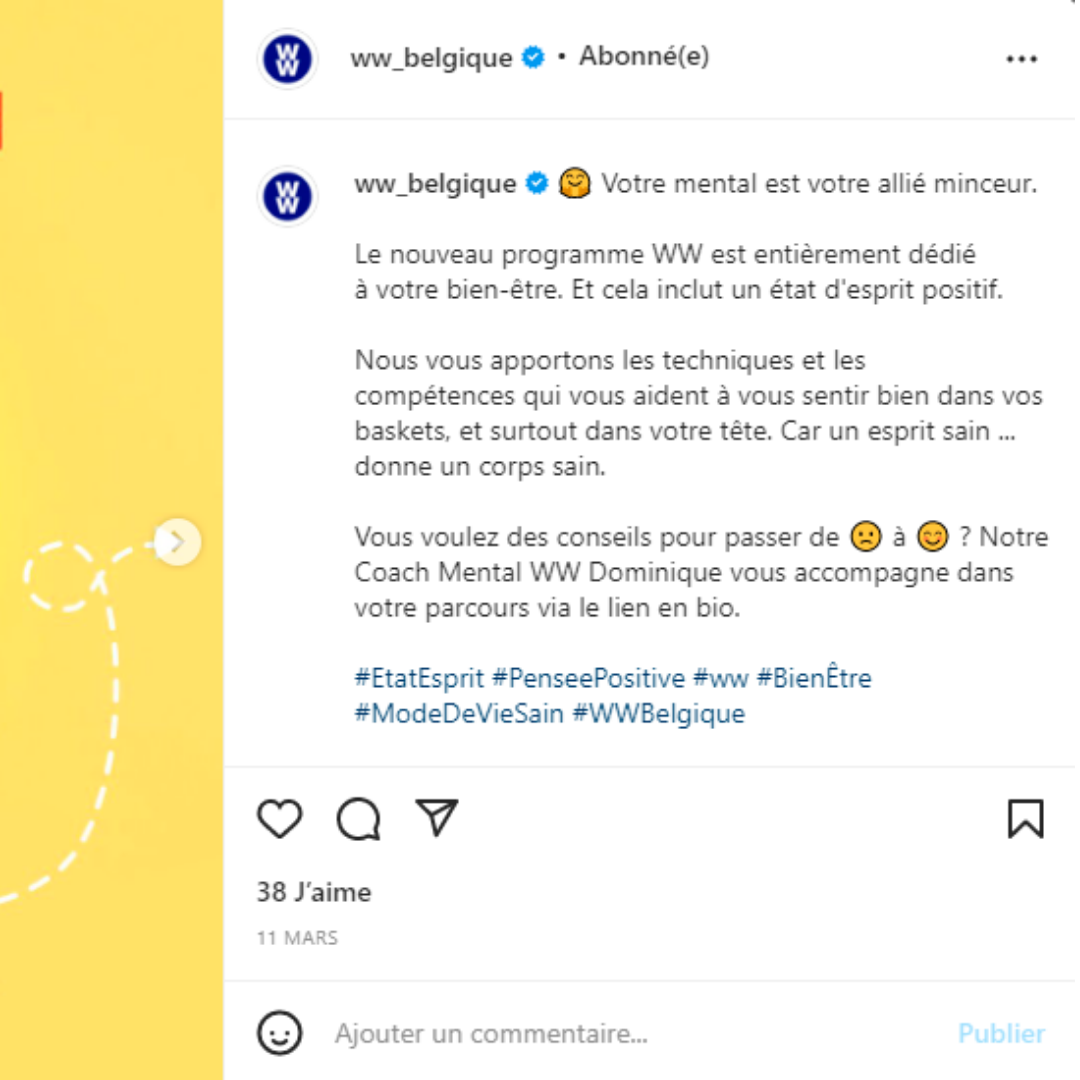 WW
ww_belgique • Abonné(e)
WW
ww_belgique 🤗 Votre mental est votre allié minceur.
Le nouveau programme WW est entièrement dédié
à votre bien-être. Et cela inclut un état d'esprit positif.
Nous vous apportons les techniques et les
compétences qui vous aident à vous sentir bien dans vos
baskets, et surtout dans votre tête. Car un esprit sain ...
donne un corps sain.
Vous voulez des conseils pour passer de 🙁 à 😊 ? Notre
Coach Mental WW Dominique vous accompagne dans
votre parcours via le lien en bio.
#EtatEsprit #PenseePositive #ww #BienÊtre
#ModeDeVieSain #WWBelgique
38 J’aime
11 MARS
Ajouter un commentaire... Publier